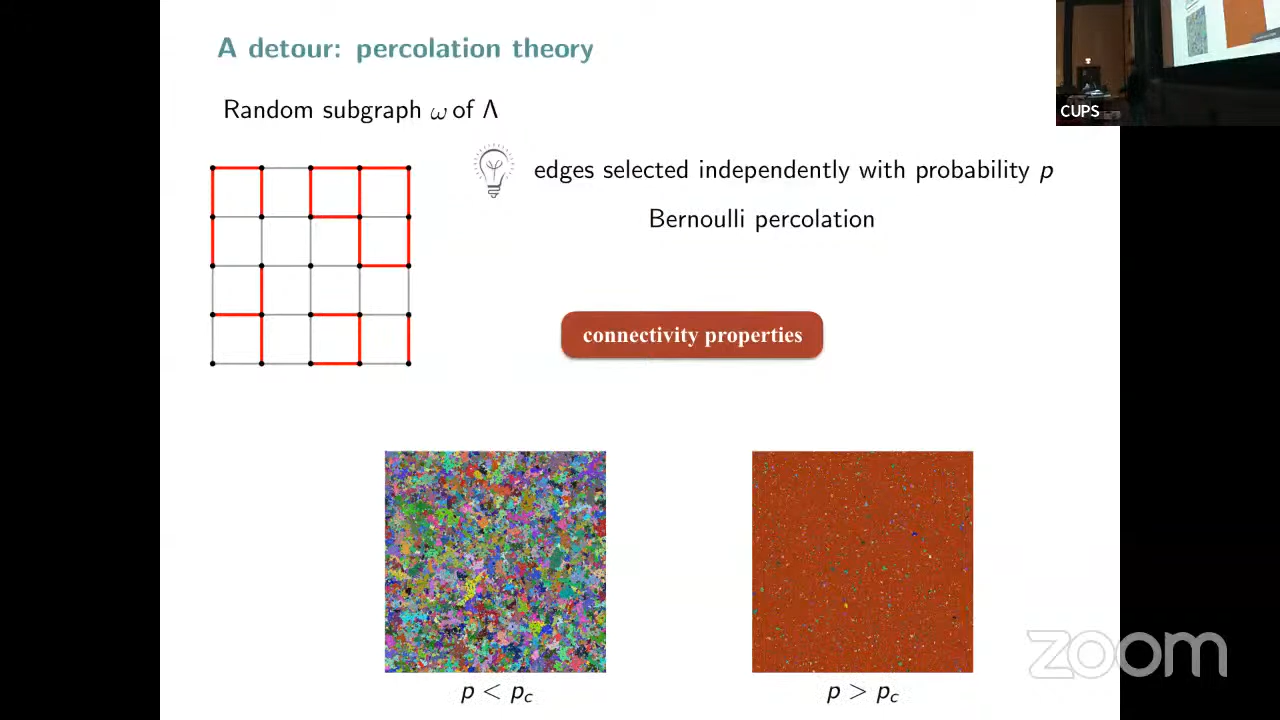 A detour: percolation theory
Random subgraph ω of Λ
CUPS
edges selected independently with probability p
Bernoulli percolation
connectivity properties
zoom
p < p_c
p > p_c